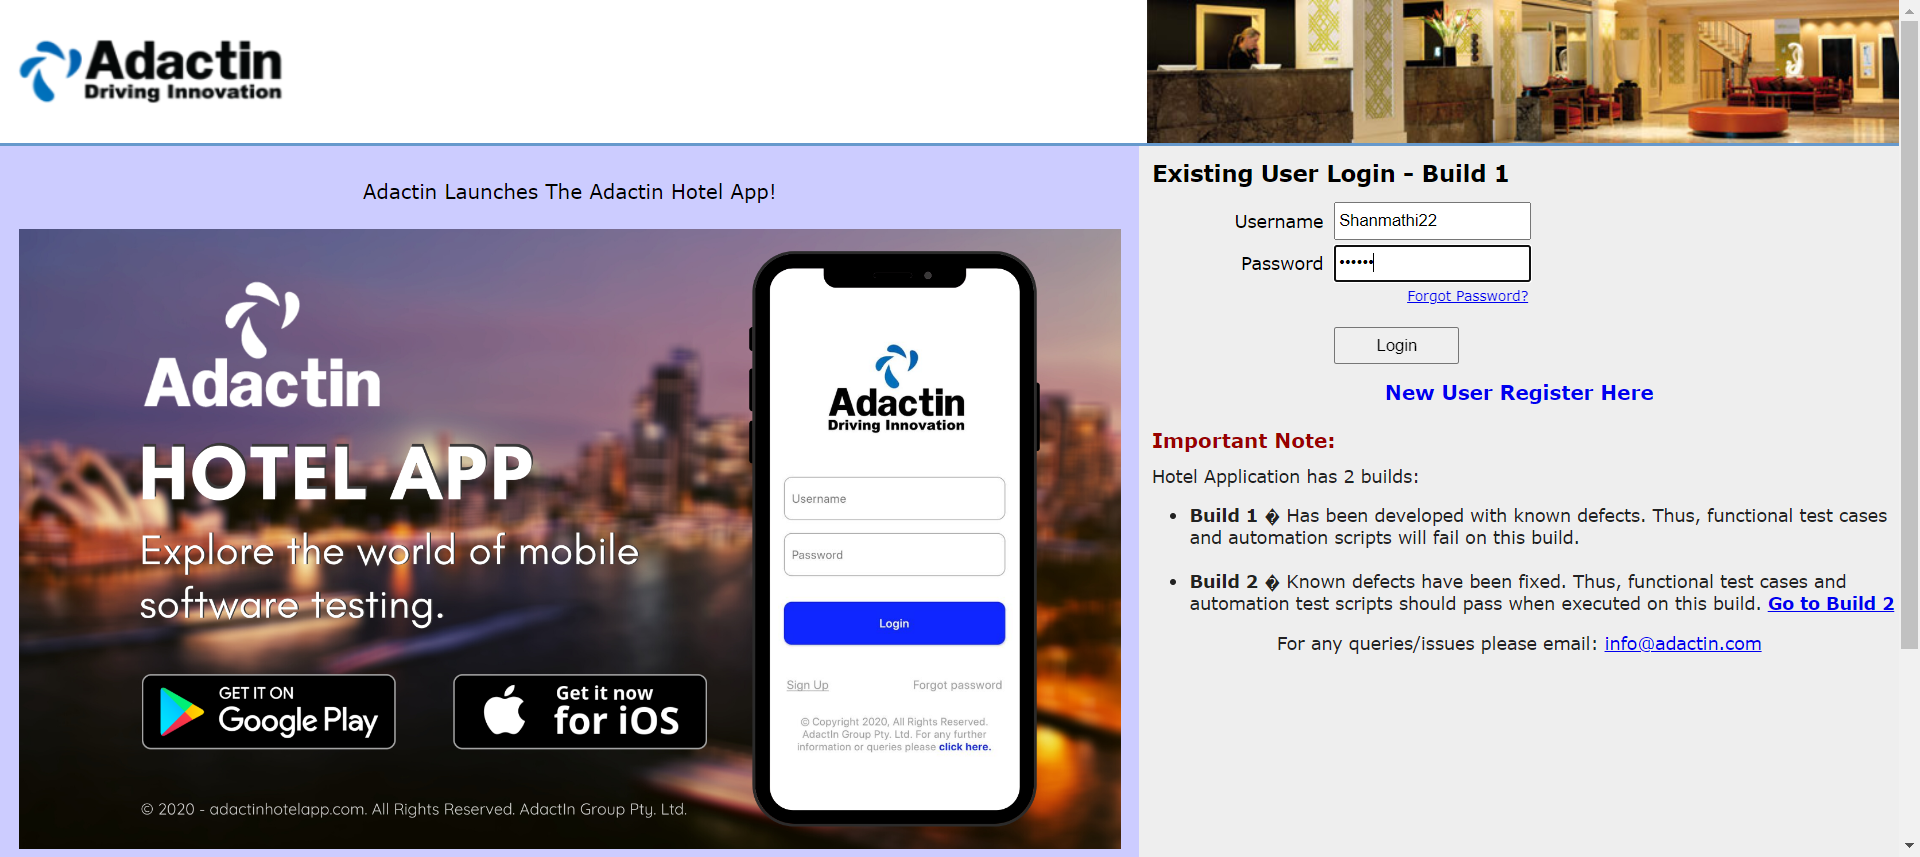 Adactin
Driving Innovation
Adactin Launches The Adactin Hotel App!
Adactin
HOTEL APP
Explore the world of mobile
software testing.
GET IT ON
Google Play
Get it now
for iOS
© 2020 - adactinhotelapp.com. All Rights Reserved. AdactIn Group Pty. Ltd.
Adactin
Driving Innovation
Username
Password
Login
Sign Up Forgot password
© Copyright 2020, All Rights Reserved.
AdactIn Group Pty. Ltd. For any further
information or queries please click here.
Existing User Login - Build 1
Username Shanmathi22
Password ••••••
Forgot Password?
Login
New User Register Here
Important Note:
Hotel Application has 2 builds:
• Build 1 � Has been developed with known defects. Thus, functional test cases
and automation scripts will fail on this build.
• Build 2 � Known defects have been fixed. Thus, functional test cases and
automation test scripts should pass when executed on this build. Go to Build 2
For any queries/issues please email: info@adactin.com